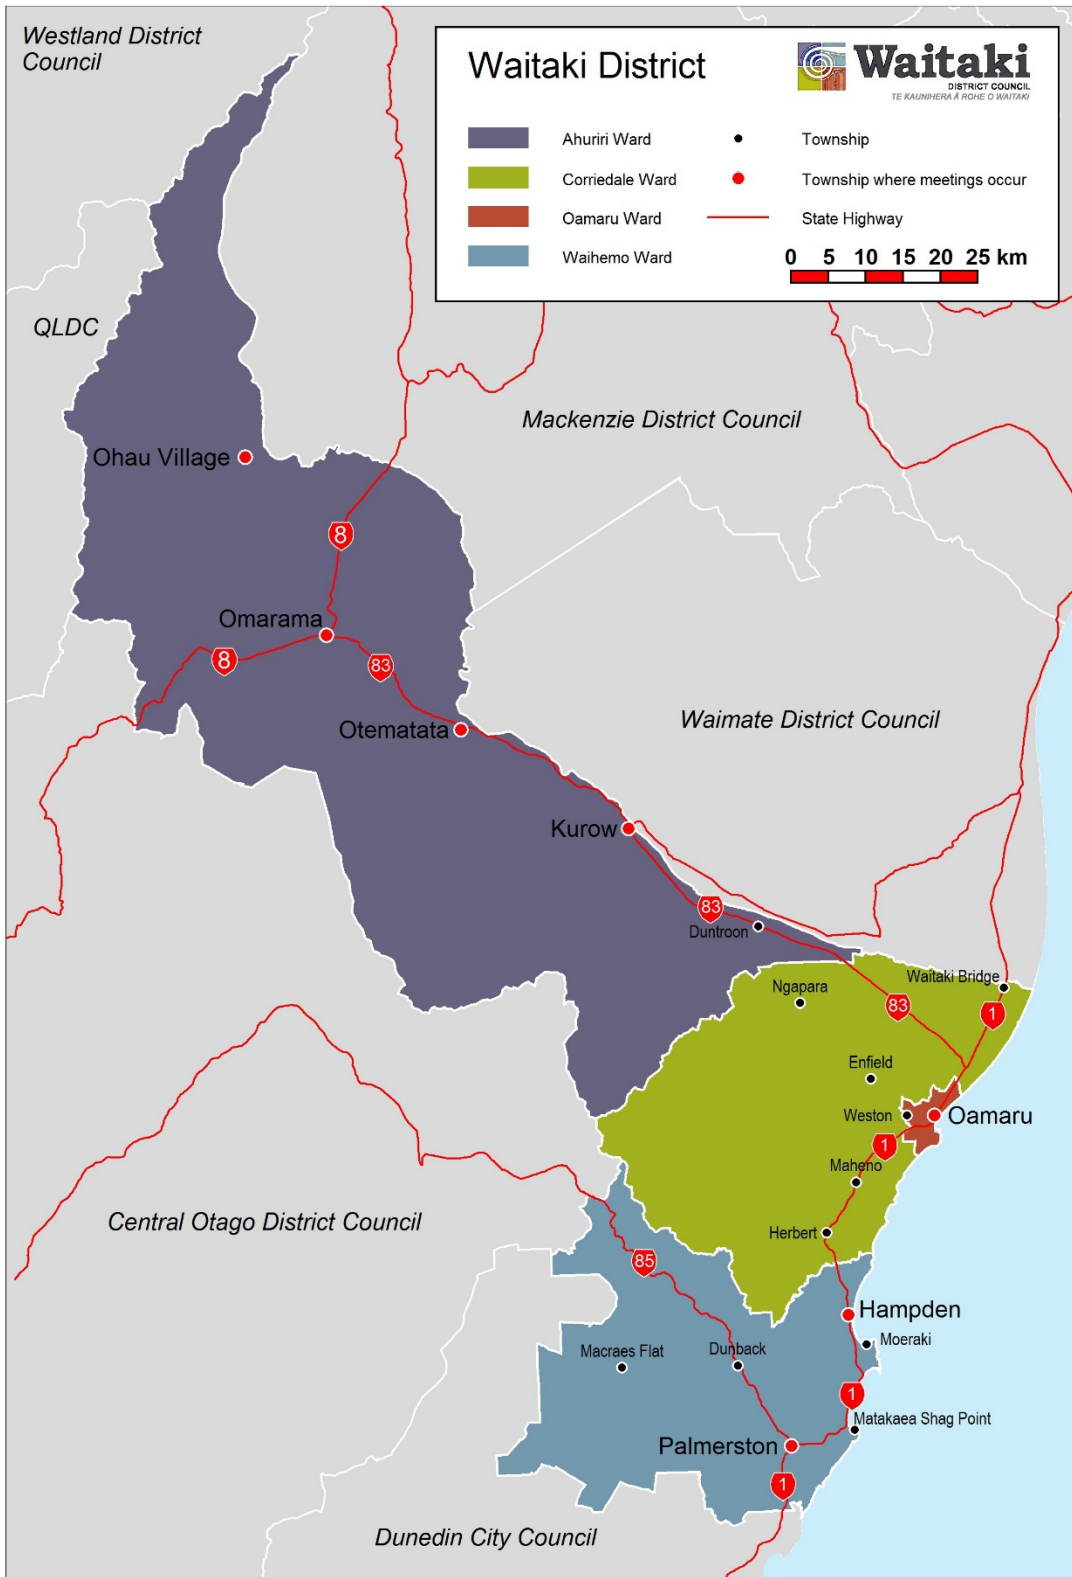 Westland District
Council
Waitaki District
Waitaki
DISTRICT COUNCIL
TE KAUNIHERA Ā ROHE O WAITAKI
Ahuriri Ward
Township
Corriedale Ward
Township where meetings occur
Oamaru Ward
State Highway
Waihemo Ward
0 5 10 15 20 25 km
QLDC
Mackenzie District Council
Ohau Village
8
Omarama
8
83
Otematata
Waimate District Council
Kurow
83
Duntroon
Waitaki Bridge
Ngapara
83
1
Enfield
Weston
Oamaru
1
Maheno
Central Otago District Council
Herbert
85
Hampden
Moeraki
Macraes Flat
Dunback
1
Matakaea Shag Point
Palmerston
1
Dunedin City Council